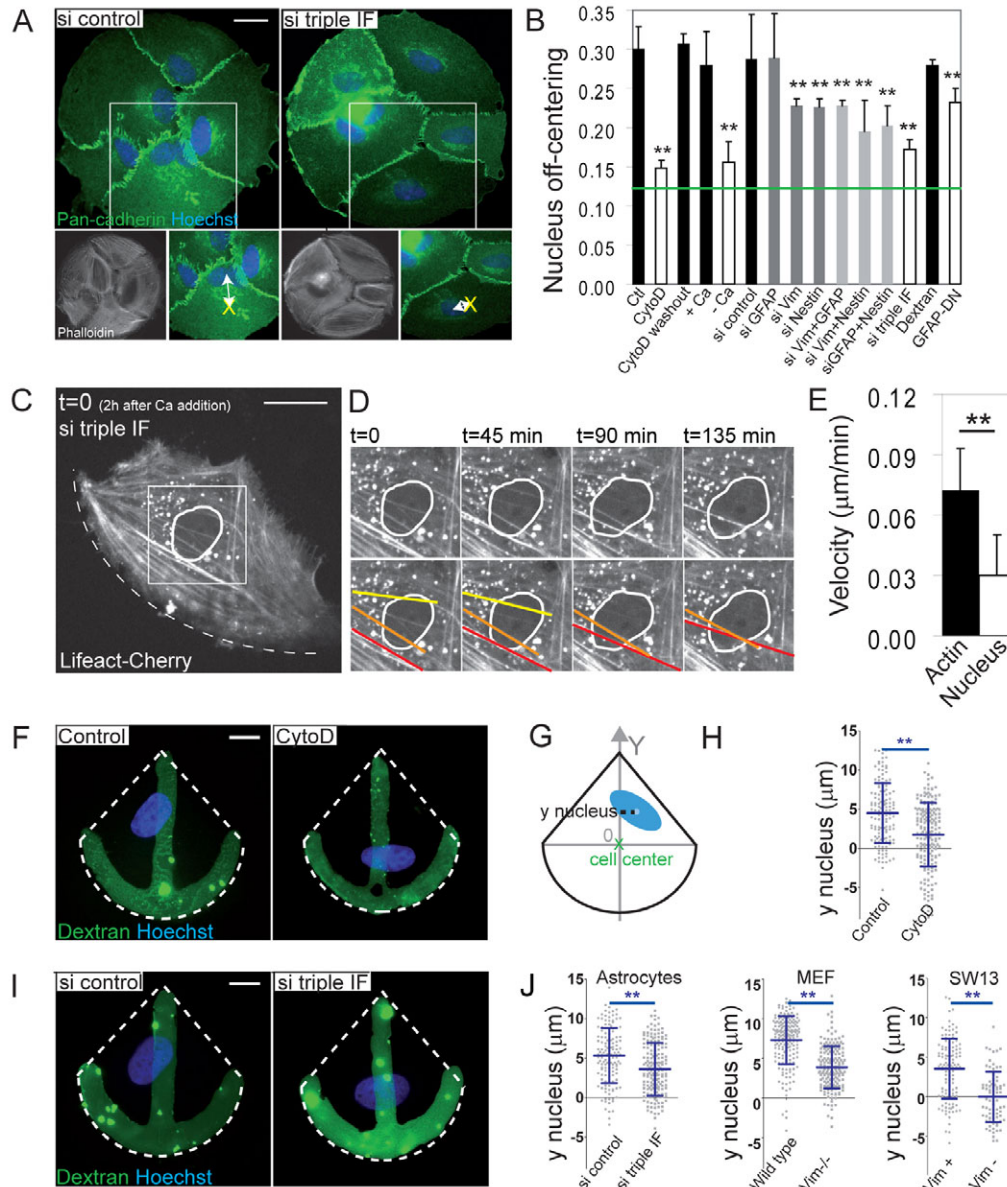 A
si control
si triple IF
Pan-cadherin Hoechst
Phalloidin
X
X
B
Nucleus off-centering
0.35
0.30
0.25
0.20
0.15
0.10
0.05
0.00
** ** ** ** ** ** ** ** **
Ctl
CytoD
CytoD washout
+ Ca
- Ca
si control
si GFAP
si Vim
si Nestin
si Vim+GFAP
si Vim+Nestin
siGFAP+Nestin
si triple IF
Dextran
GFAP-DN
C
t=0 (2h after Ca addition)
si triple IF
Lifeact-Cherry
D
t=0
t=45 min
t=90 min
t=135 min
E
Velocity (µm/min)
0.12
0.09
0.06
0.03
0.00
**
Actin
Nucleus
F
Control
CytoD
Dextran Hoechst
G
Y
y nucleus
0
x
cell center
H
y nucleus (µm)
15
10
5
0
-5
**
Control
CytoD
I
si control
si triple IF
Dextran Hoechst
J
Astrocytes
y nucleus (µm)
15
10
5
0
-5
**
si control
si triple IF
MEF
y nucleus (µm)
15
10
5
0
-5
**
Wild type
Vim-/-
SW13
y nucleus (µm)
15
10
5
0
-5
**
Vim +
Vim -